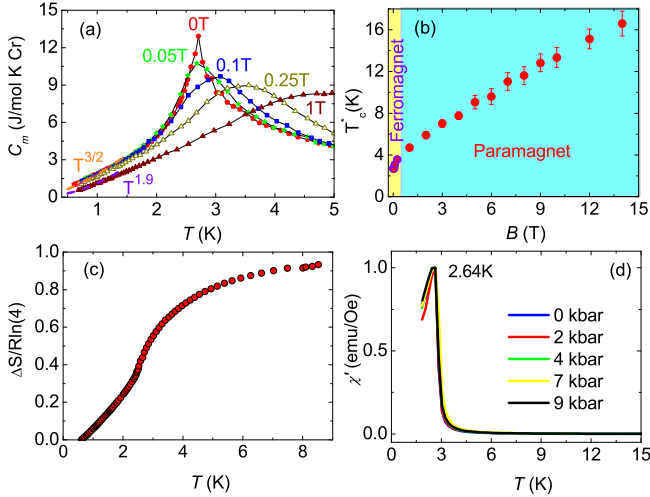 (a)
0T
0.05T
0.1T
0.25T
1T
T^3/2
T^1.9
C_m (J/mol K Cr)
12
9
6
3
0
1
2
3
4
5
T (K)
(b)
Ferromagnet
Paramagnet
T_c^* (K)
16
12
8
4
0
0
3
6
9
12
15
B (T)
(c)
ΔS/Rln(4)
1.0
0.8
0.6
0.4
0.2
0.0
0
2
4
6
8
10
T (K)
(d)
2.64K
0 kbar
2 kbar
4 kbar
7 kbar
9 kbar
χ' (emu/Oe)
1.0
0.5
0.0
0
3
6
9
12
15
T (K)